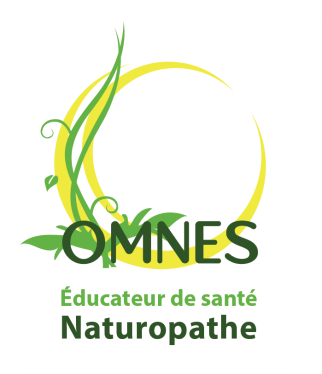 OMNES
Éducateur de santé
Naturopathe